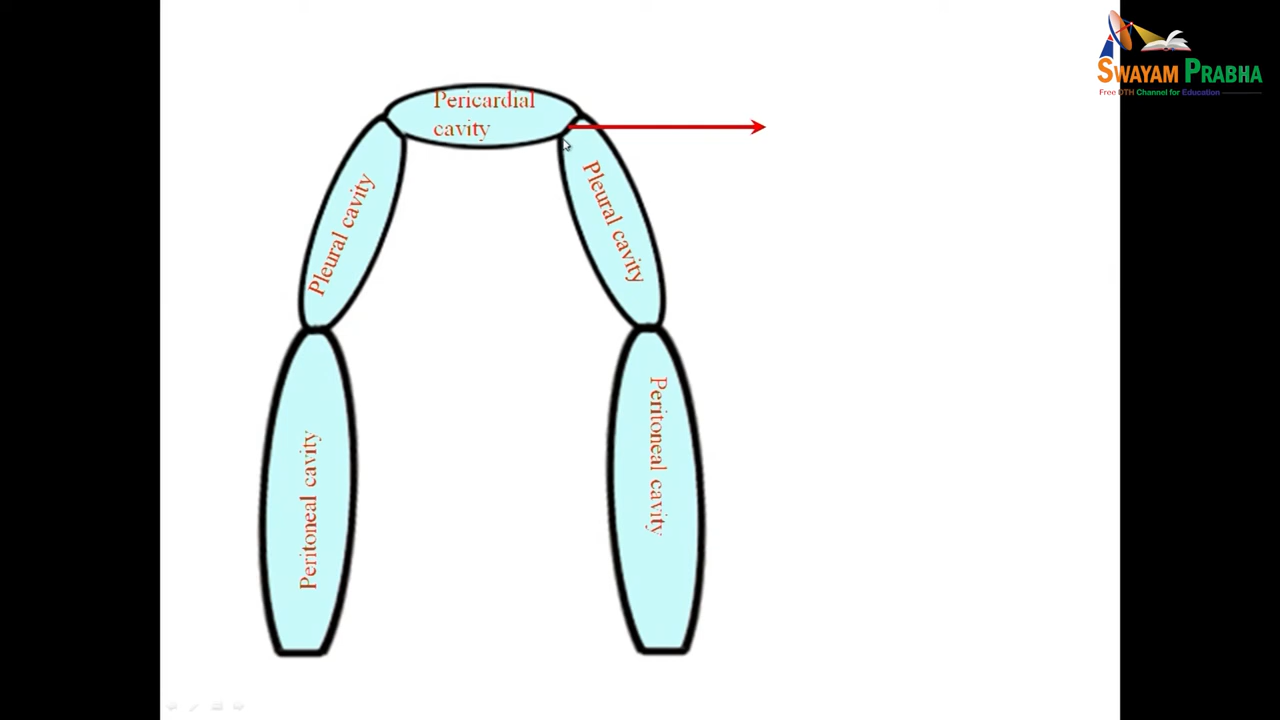 SWAYAM PRABHA
Free DTH Channel for Education
Pericardial
cavity
Pleural cavity
Pleural cavity
Peritoneal cavity
Peritoneal cavity